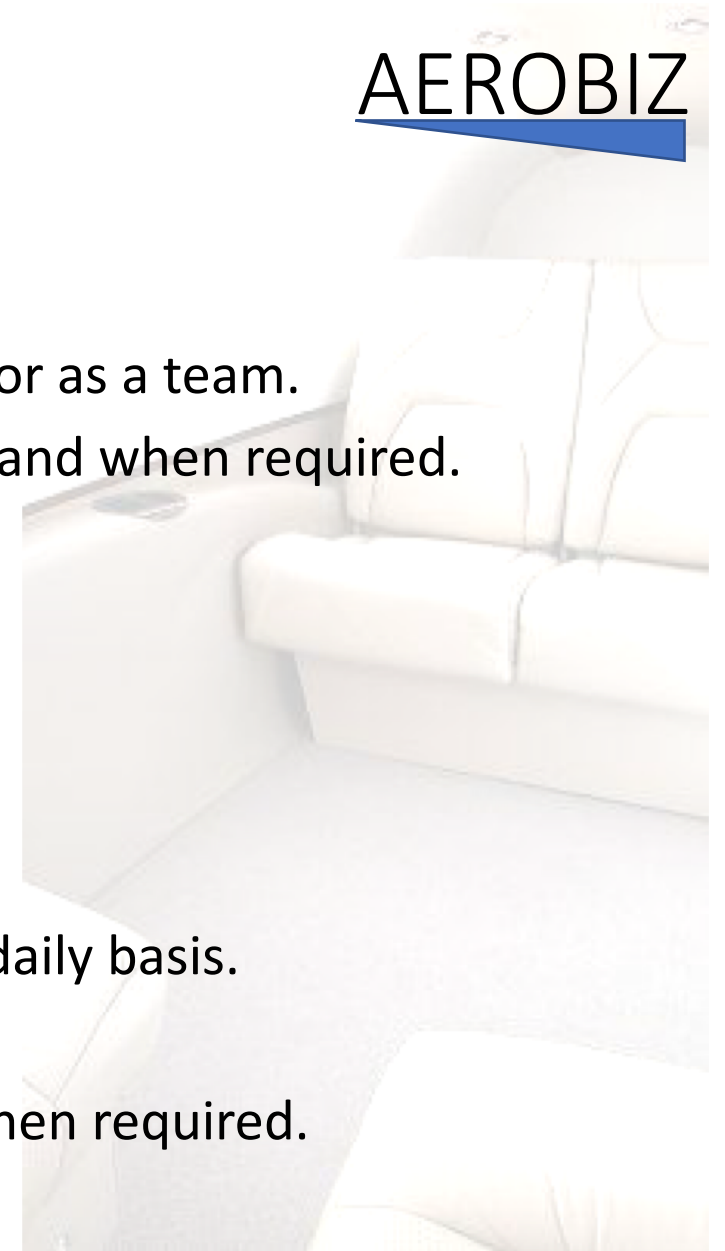 AEROBIZ
or as a team.
and when required.
daily basis.
hen required.